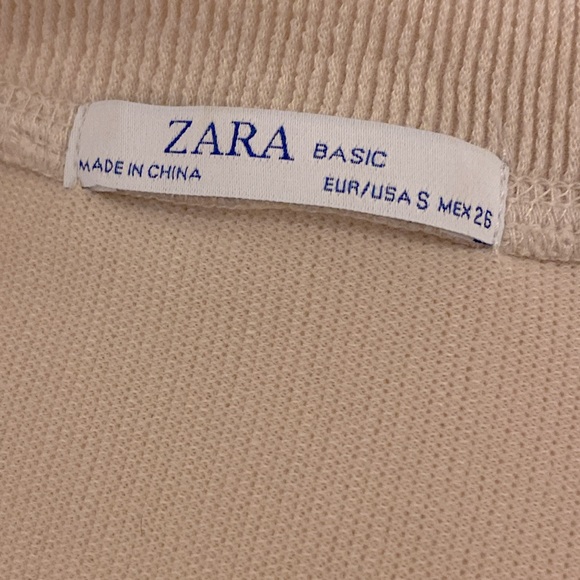 ZARA BASIC
MADE IN CHINA
EUR/USA S MEX 26